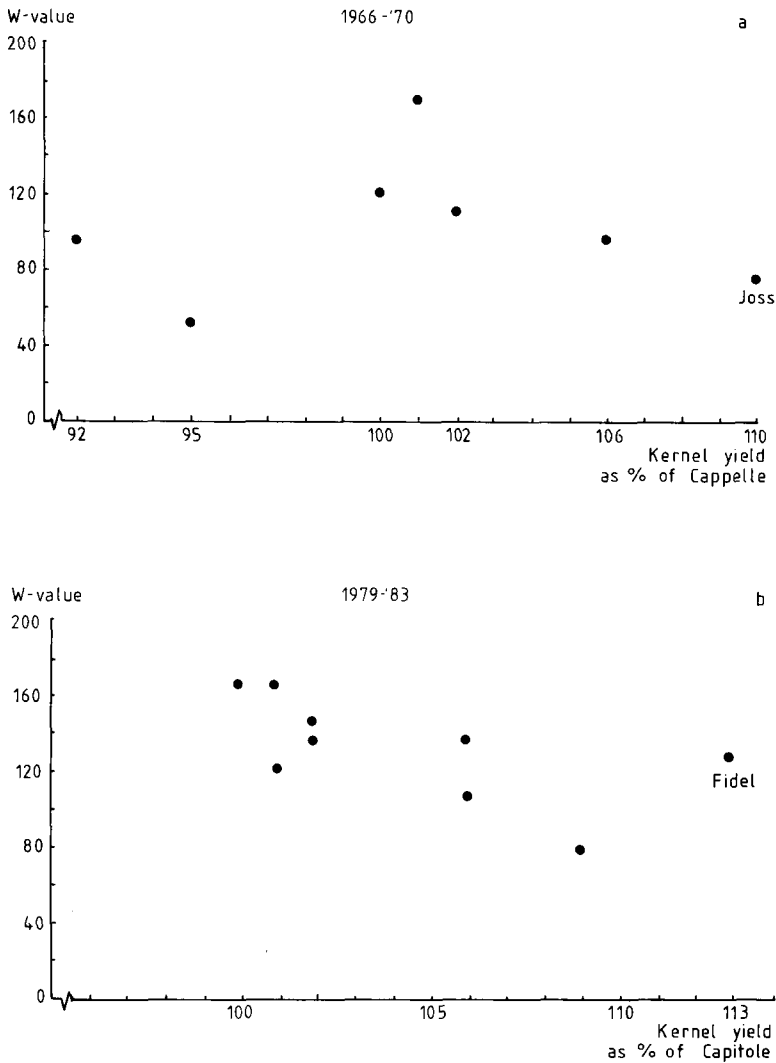 W-value
1966-'70
a
200
160
120
80
40
0
Joss
92 95 100 102 106 110
Kernel yield
as % of Cappelle
W-value
1979-'83
b
200
160
120
80
40
0
Fidel
100 105 110 113
Kernel yield
as % of Capitole